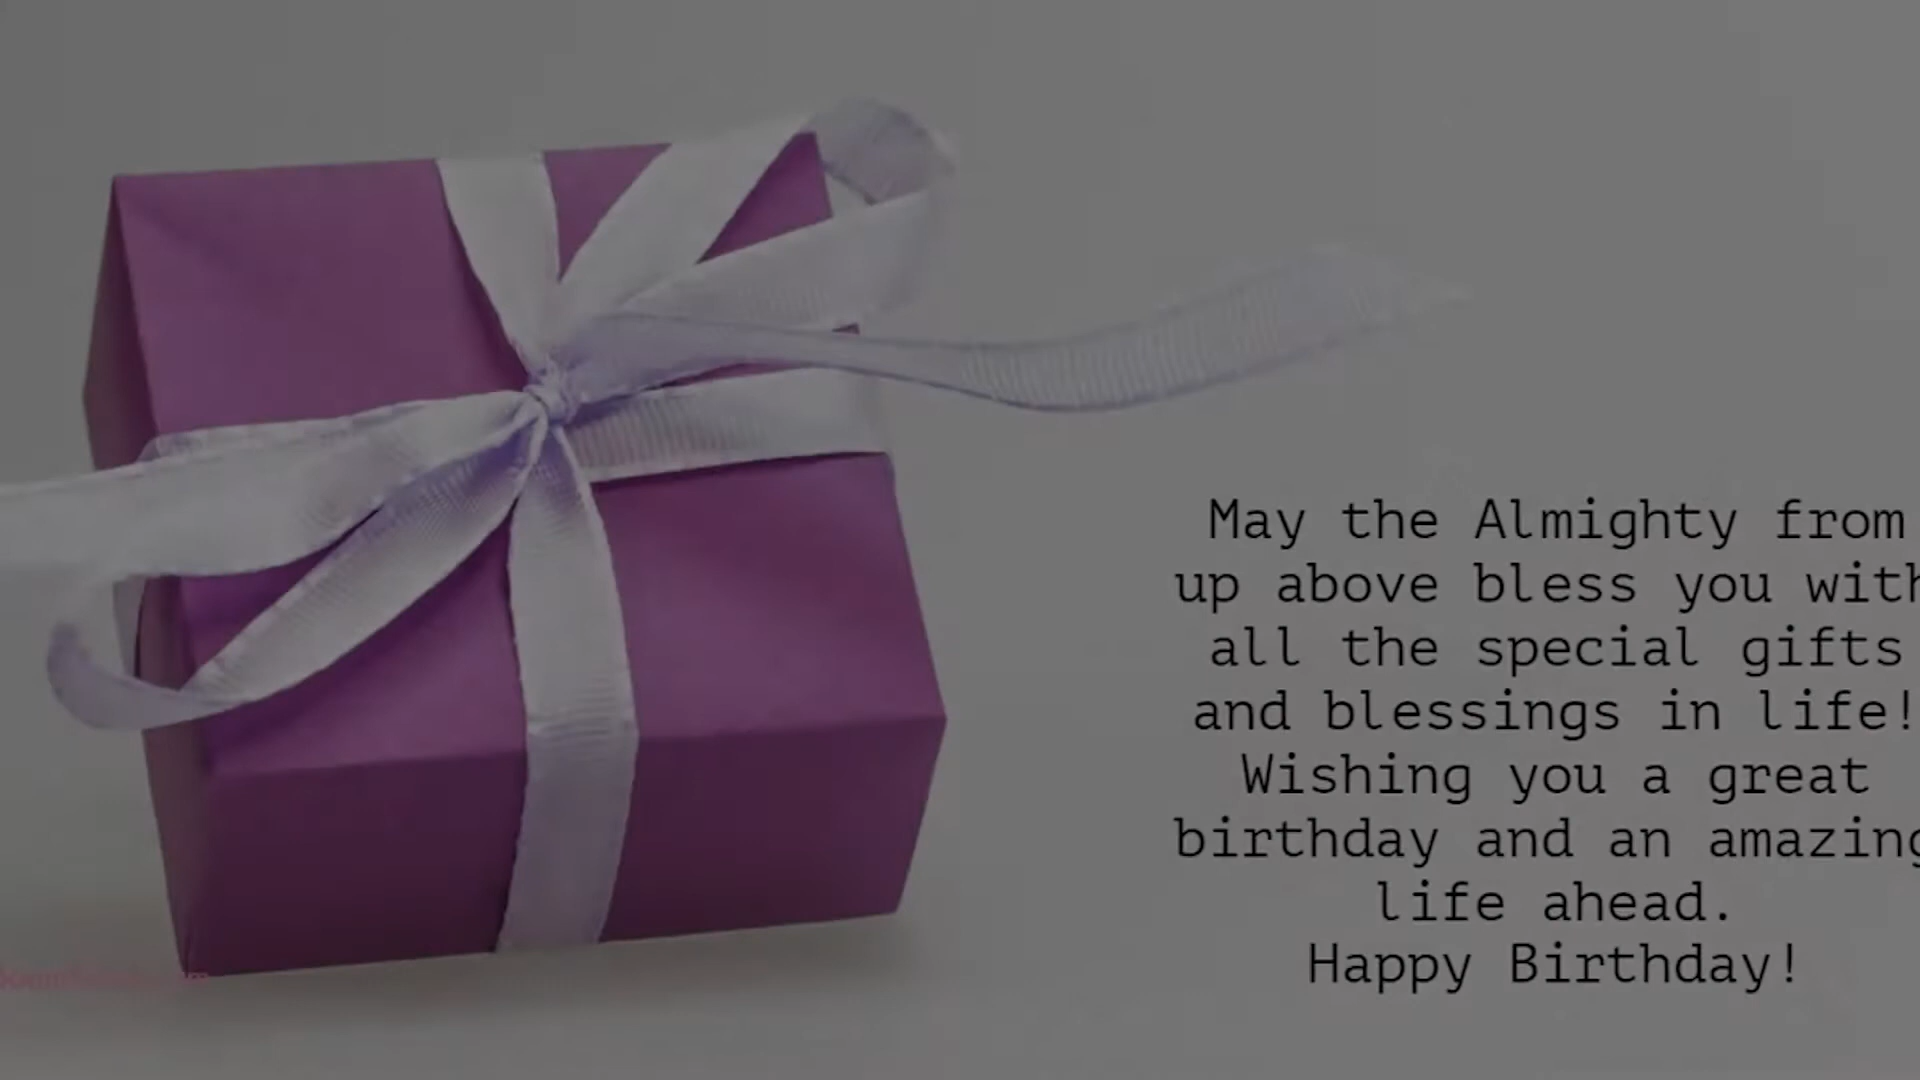 May the Almighty from
up above bless you with
all the special gifts
and blessings in life!
Wishing you a great
birthday and an amazing
life ahead.
Happy Birthday!